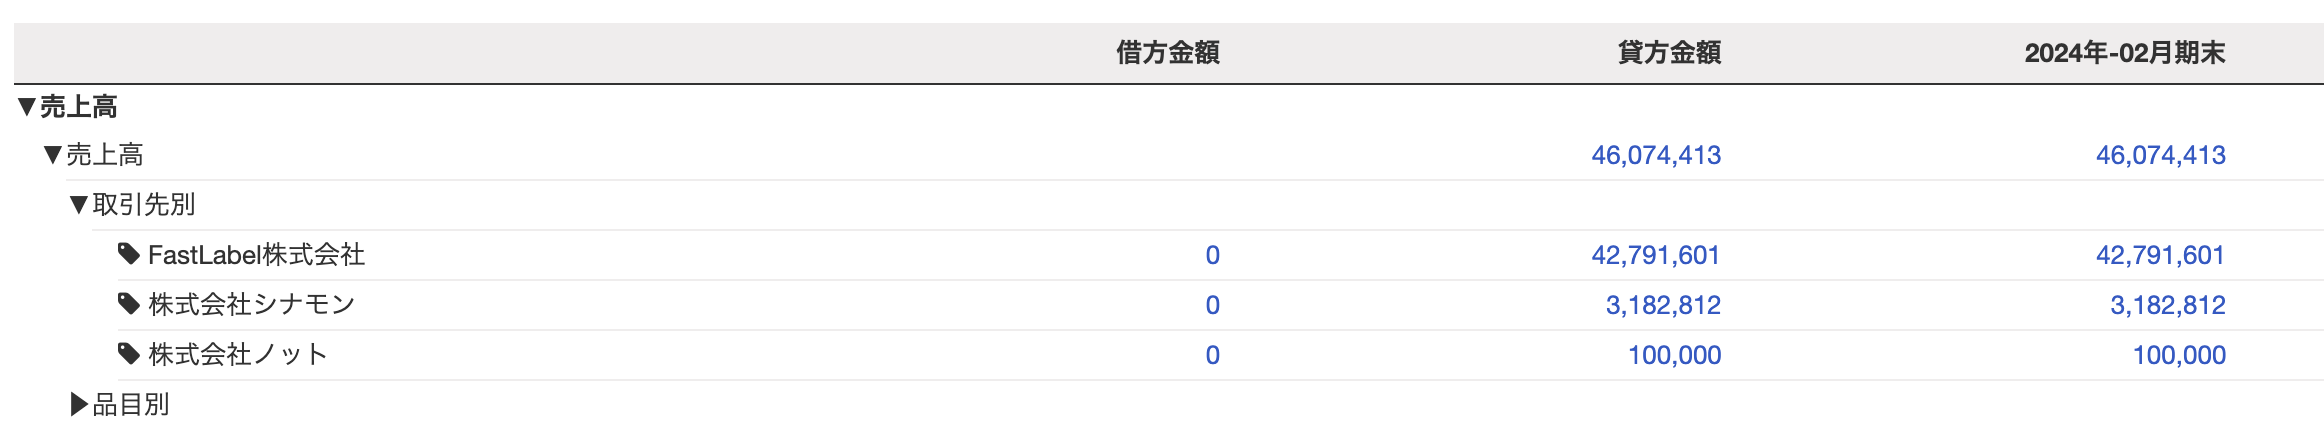 借方金額 貸方金額 2024年-02月期末
▼売上高
▼売上高 46,074,413 46,074,413
▼取引先別
FastLabel株式会社 0 42,791,601 42,791,601
株式会社シナモン 0 3,182,812 3,182,812
株式会社ノット 0 100,000 100,000
▶品目別